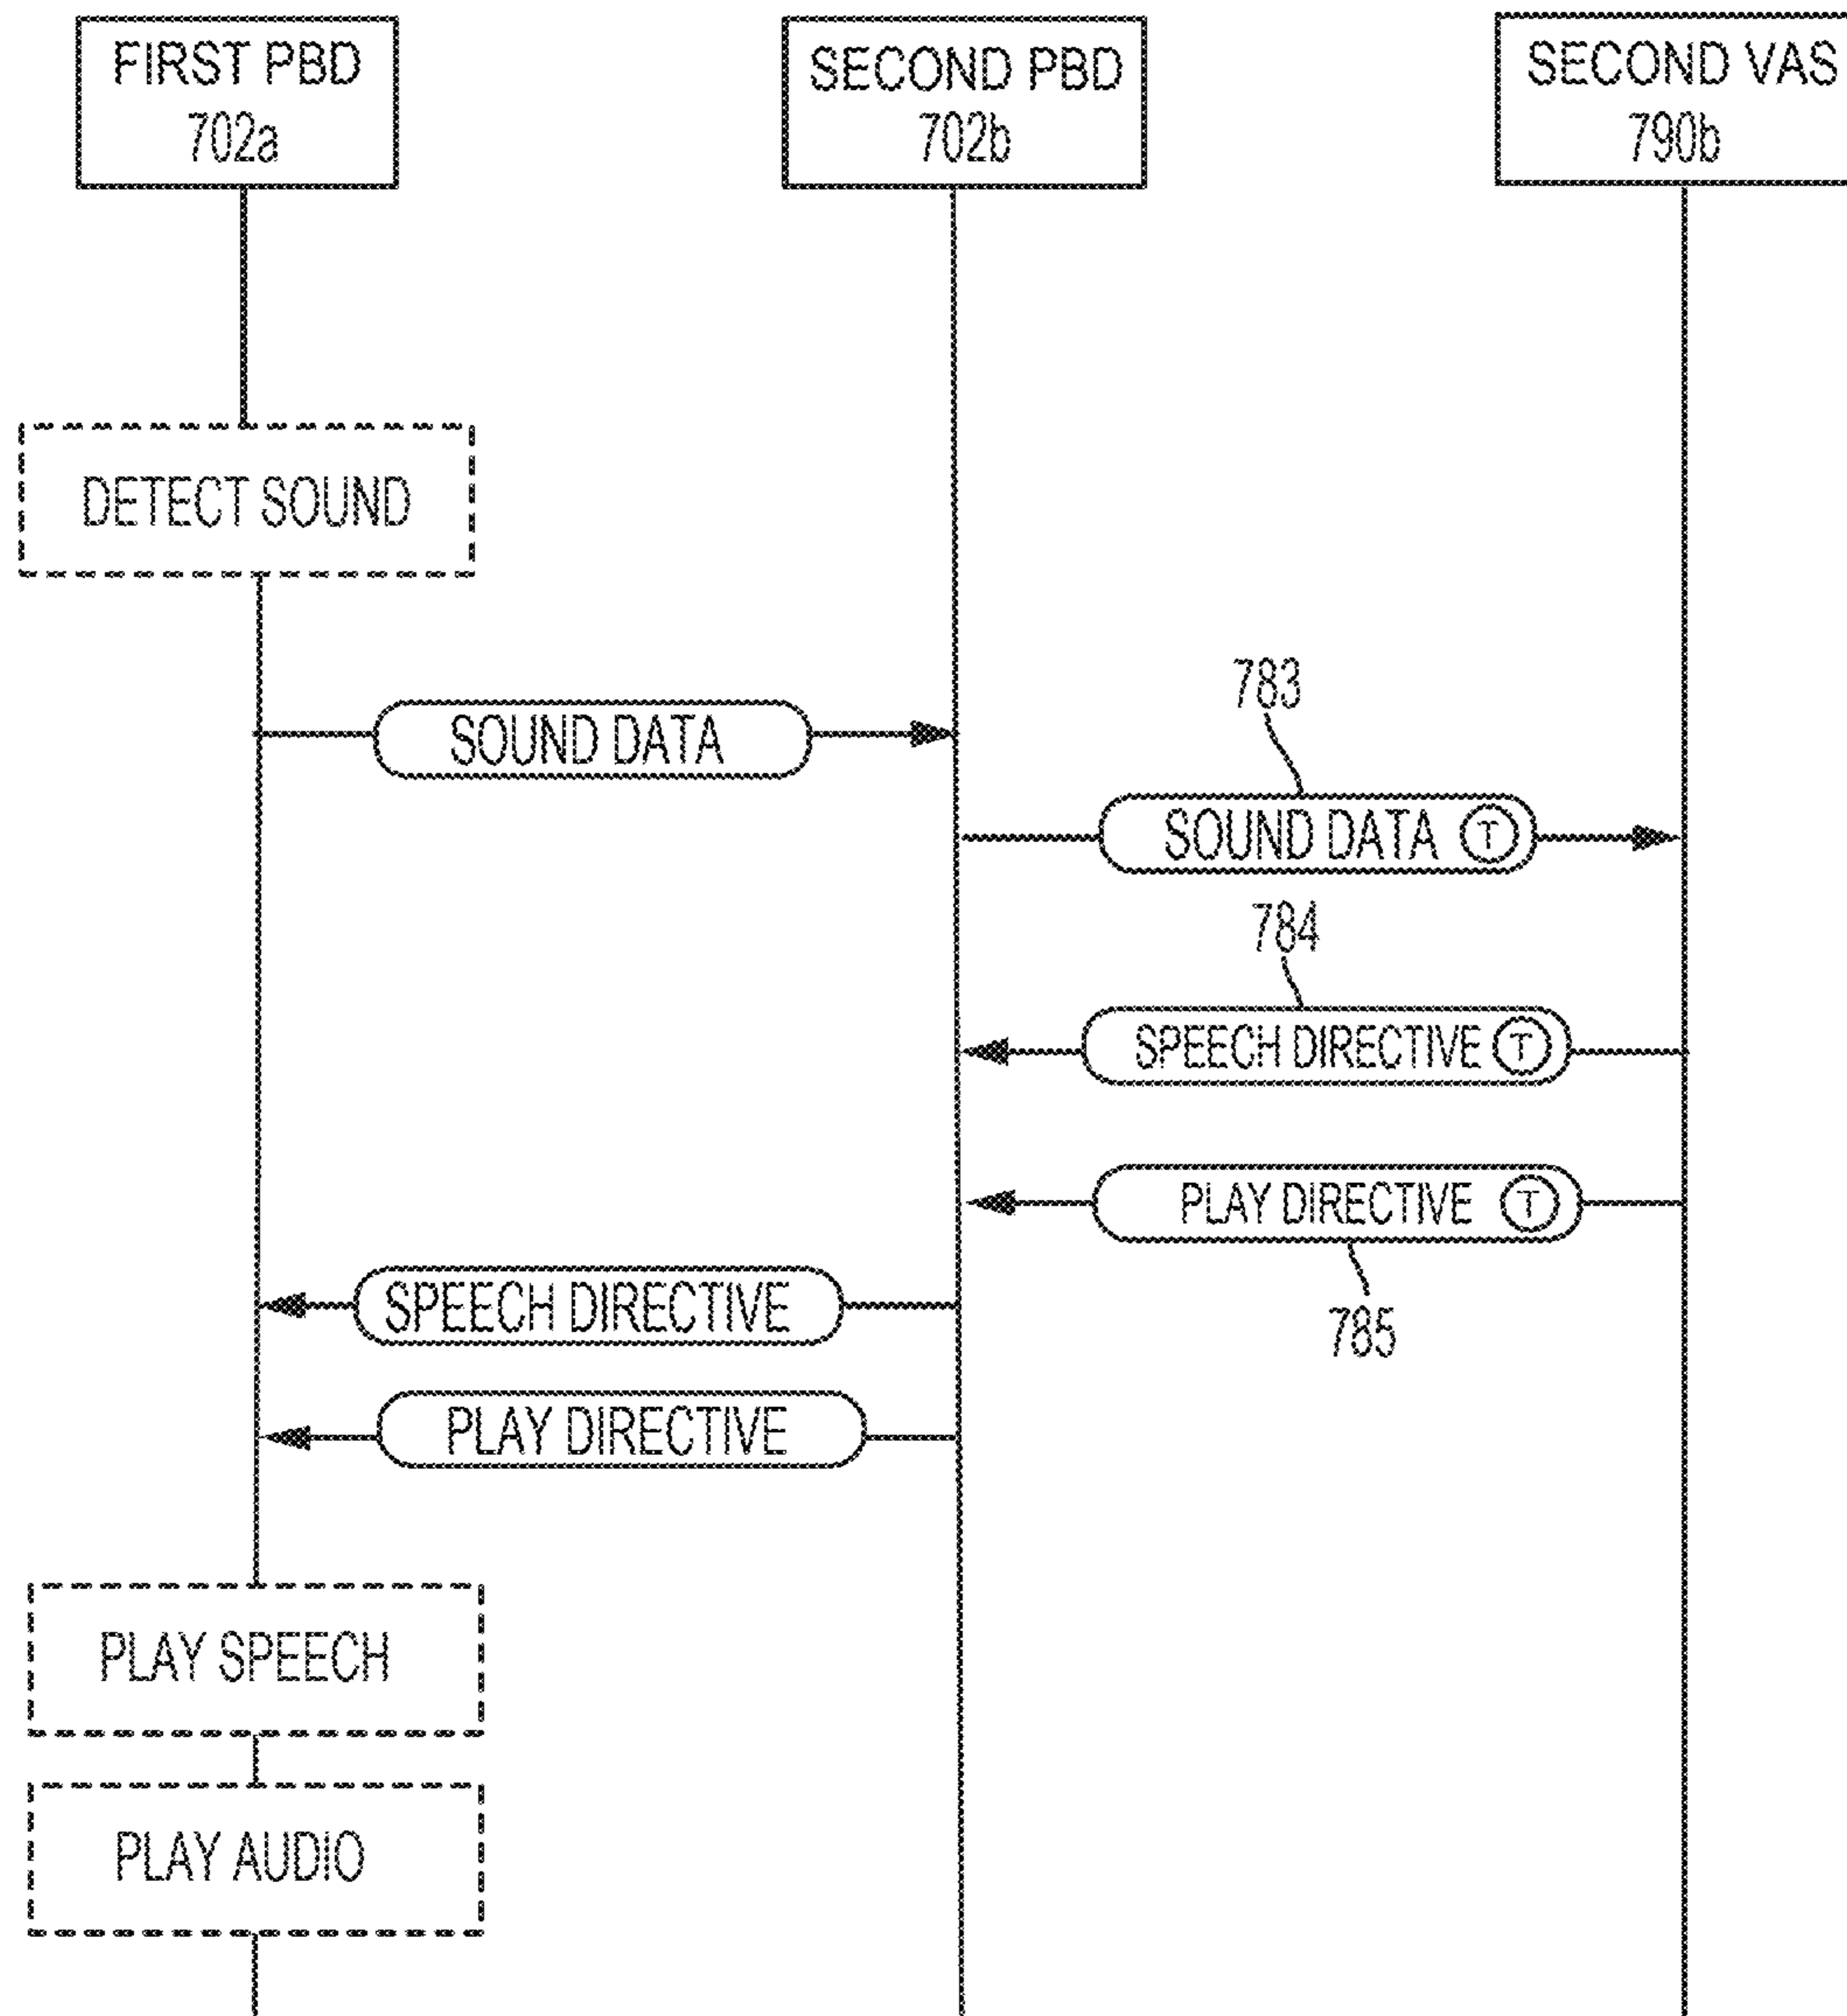 FIRST PBD
702a
SECOND PBD
702b
SECOND VAS
790b
DETECT SOUND
SOUND DATA
783
SOUND DATA T
784
SPEECH DIRECTIVE T
PLAY DIRECTIVE T
785
SPEECH DIRECTIVE
PLAY DIRECTIVE
PLAY SPEECH
PLAY AUDIO